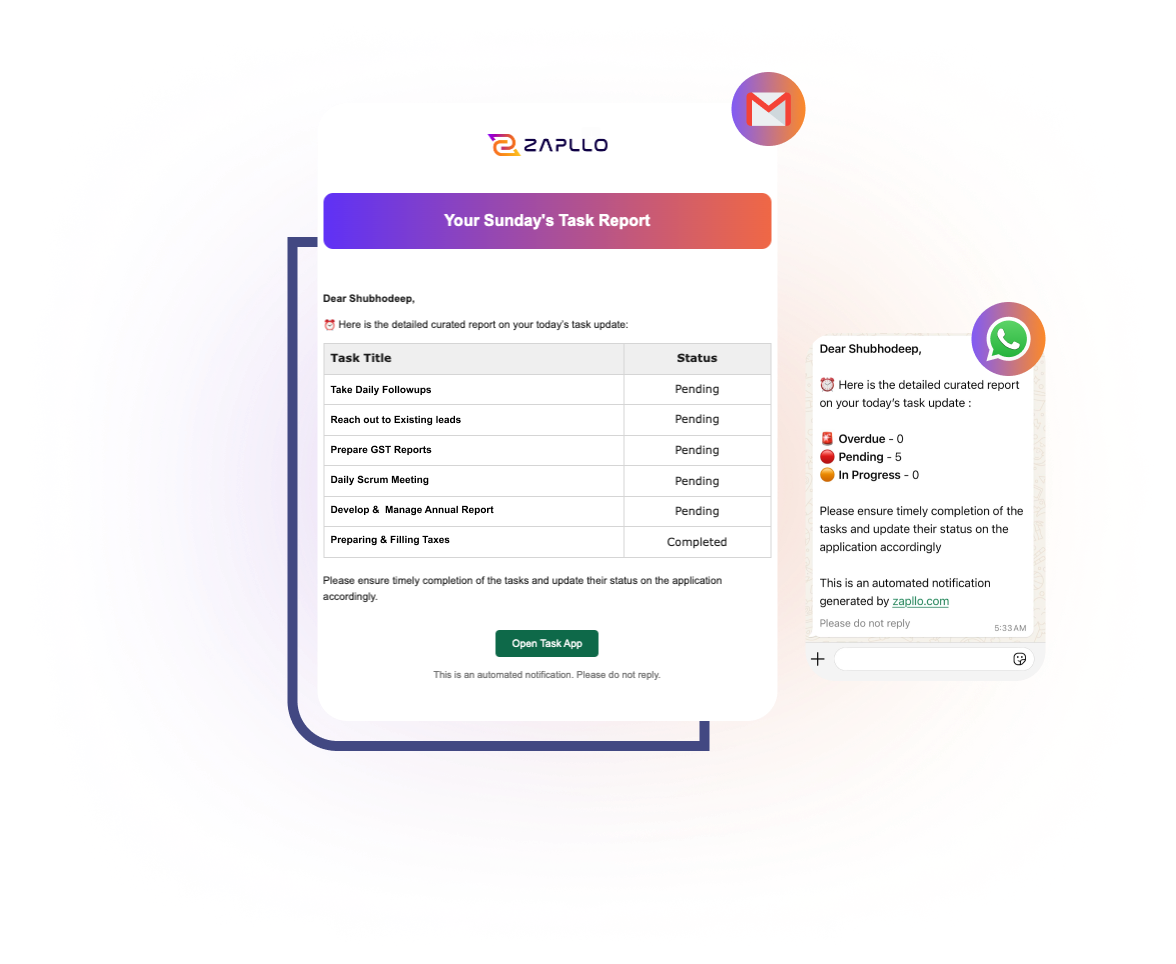 ZAPLLO
Your Sunday's Task Report
Dear Shubhodeep,
⏰ Here is the detailed curated report on your today's task update:
Task Title Status
Take Daily Followups Pending
Reach out to Existing leads Pending
Prepare GST Reports Pending
Daily Scrum Meeting Pending
Develop &  Manage Annual Report Pending
Preparing & Filling Taxes Completed
Please ensure timely completion of the tasks and update their status on the application
accordingly.
Open Task App
This is an automated notification. Please do not reply.
Dear Shubhodeep,
⏰ Here is the detailed curated report
on your today’s task update :
🚨 Overdue - 0
🔴 Pending - 5
🟠 In Progress - 0
Please ensure timely completion of the
tasks and update their status on the
application accordingly
This is an automated notification
generated by zapllo.com
Please do not reply
5:33 AM